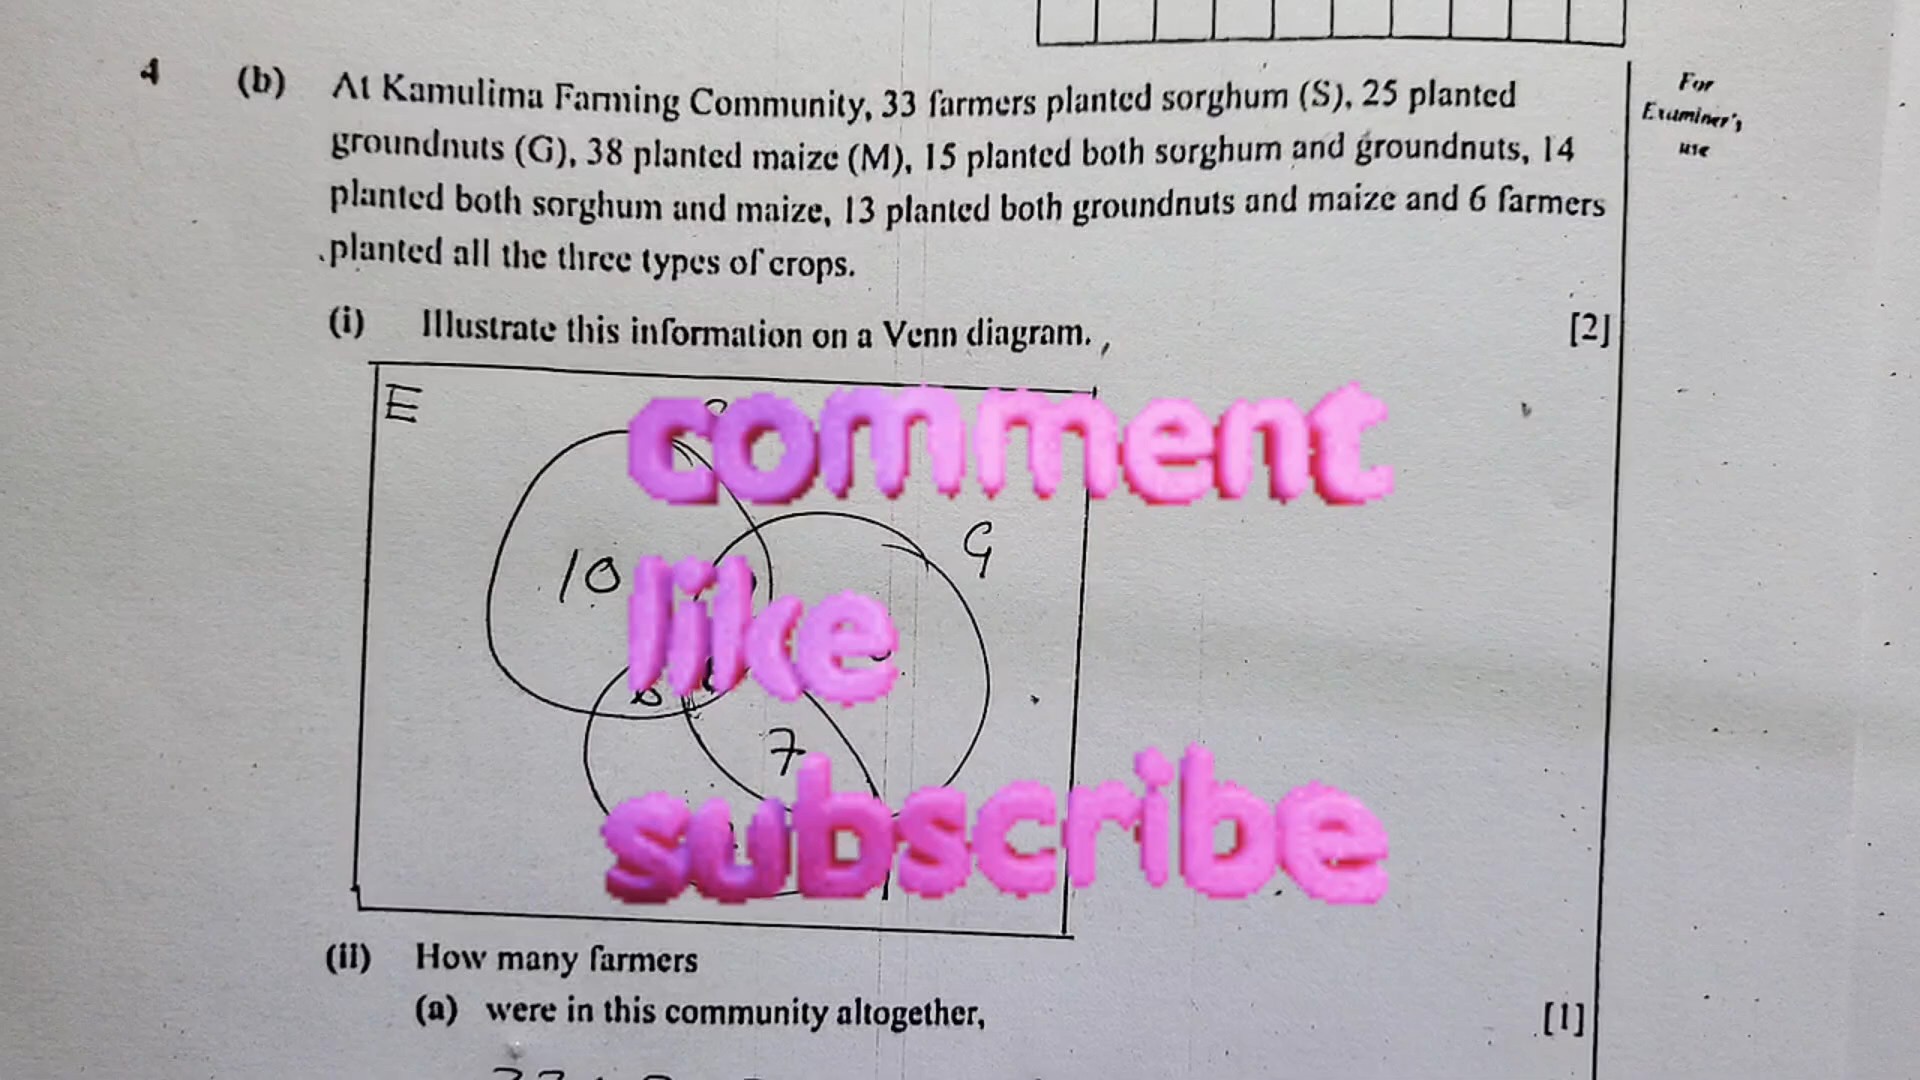 4 (b) At Kamulima Farming Community, 33 farmers planted sorghum (S), 25 planted
groundnuts (G), 38 planted maize (M), 15 planted both sorghum and groundnuts, 14
planted both sorghum and maize, 13 planted both groundnuts and maize and 6 farmers
planted all the three types of crops.
For
Examiner's
use
(i) Illustrate this information on a Venn diagram. [2]
E
comment
G
10
like
8
7
subscribe
(ii) How many farmers
(a) were in this community altogether, [1]